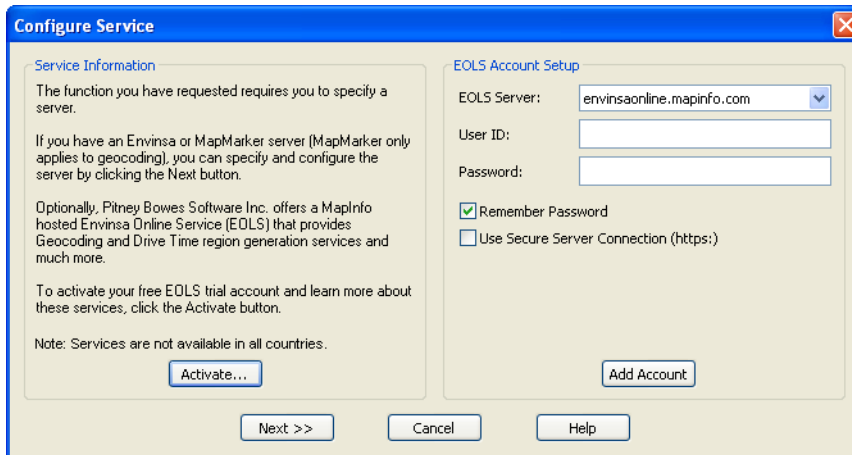 Configure Service
Service Information
The function you have requested requires you to specify a
server.
If you have an Envinsa or MapMarker server (MapMarker only
applies to geocoding), you can specify and configure the
server by clicking the Next button.
Optionally, Pitney Bowes Software Inc. offers a MapInfo
hosted Envinsa Online Service (EOLS) that provides
Geocoding and Drive Time region generation services and
much more.
To activate your free EOLS trial account and learn more about
these services, click the Activate button.
Note: Services are not available in all countries.
Activate...
EOLS Account Setup
EOLS Server: envinsaonline.mapinfo.com
User ID:
Password:
Remember Password
Use Secure Server Connection (https:)
Add Account
Next >> Cancel Help